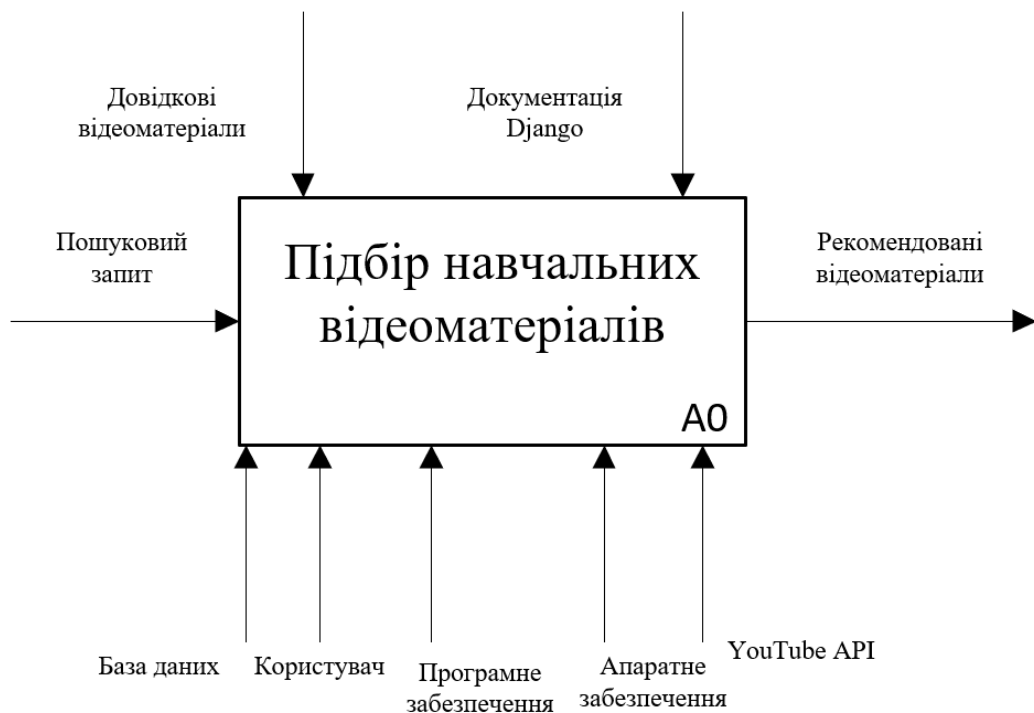 Довідкові
відеоматеріали
Документація
Django
Пошуковий
запит
Підбір навчальних
відеоматеріалів
A0
Рекомендовані
відеоматеріали
База даних
Користувач
Програмне
забезпечення
Апаратне
забезпечення
YouTube API